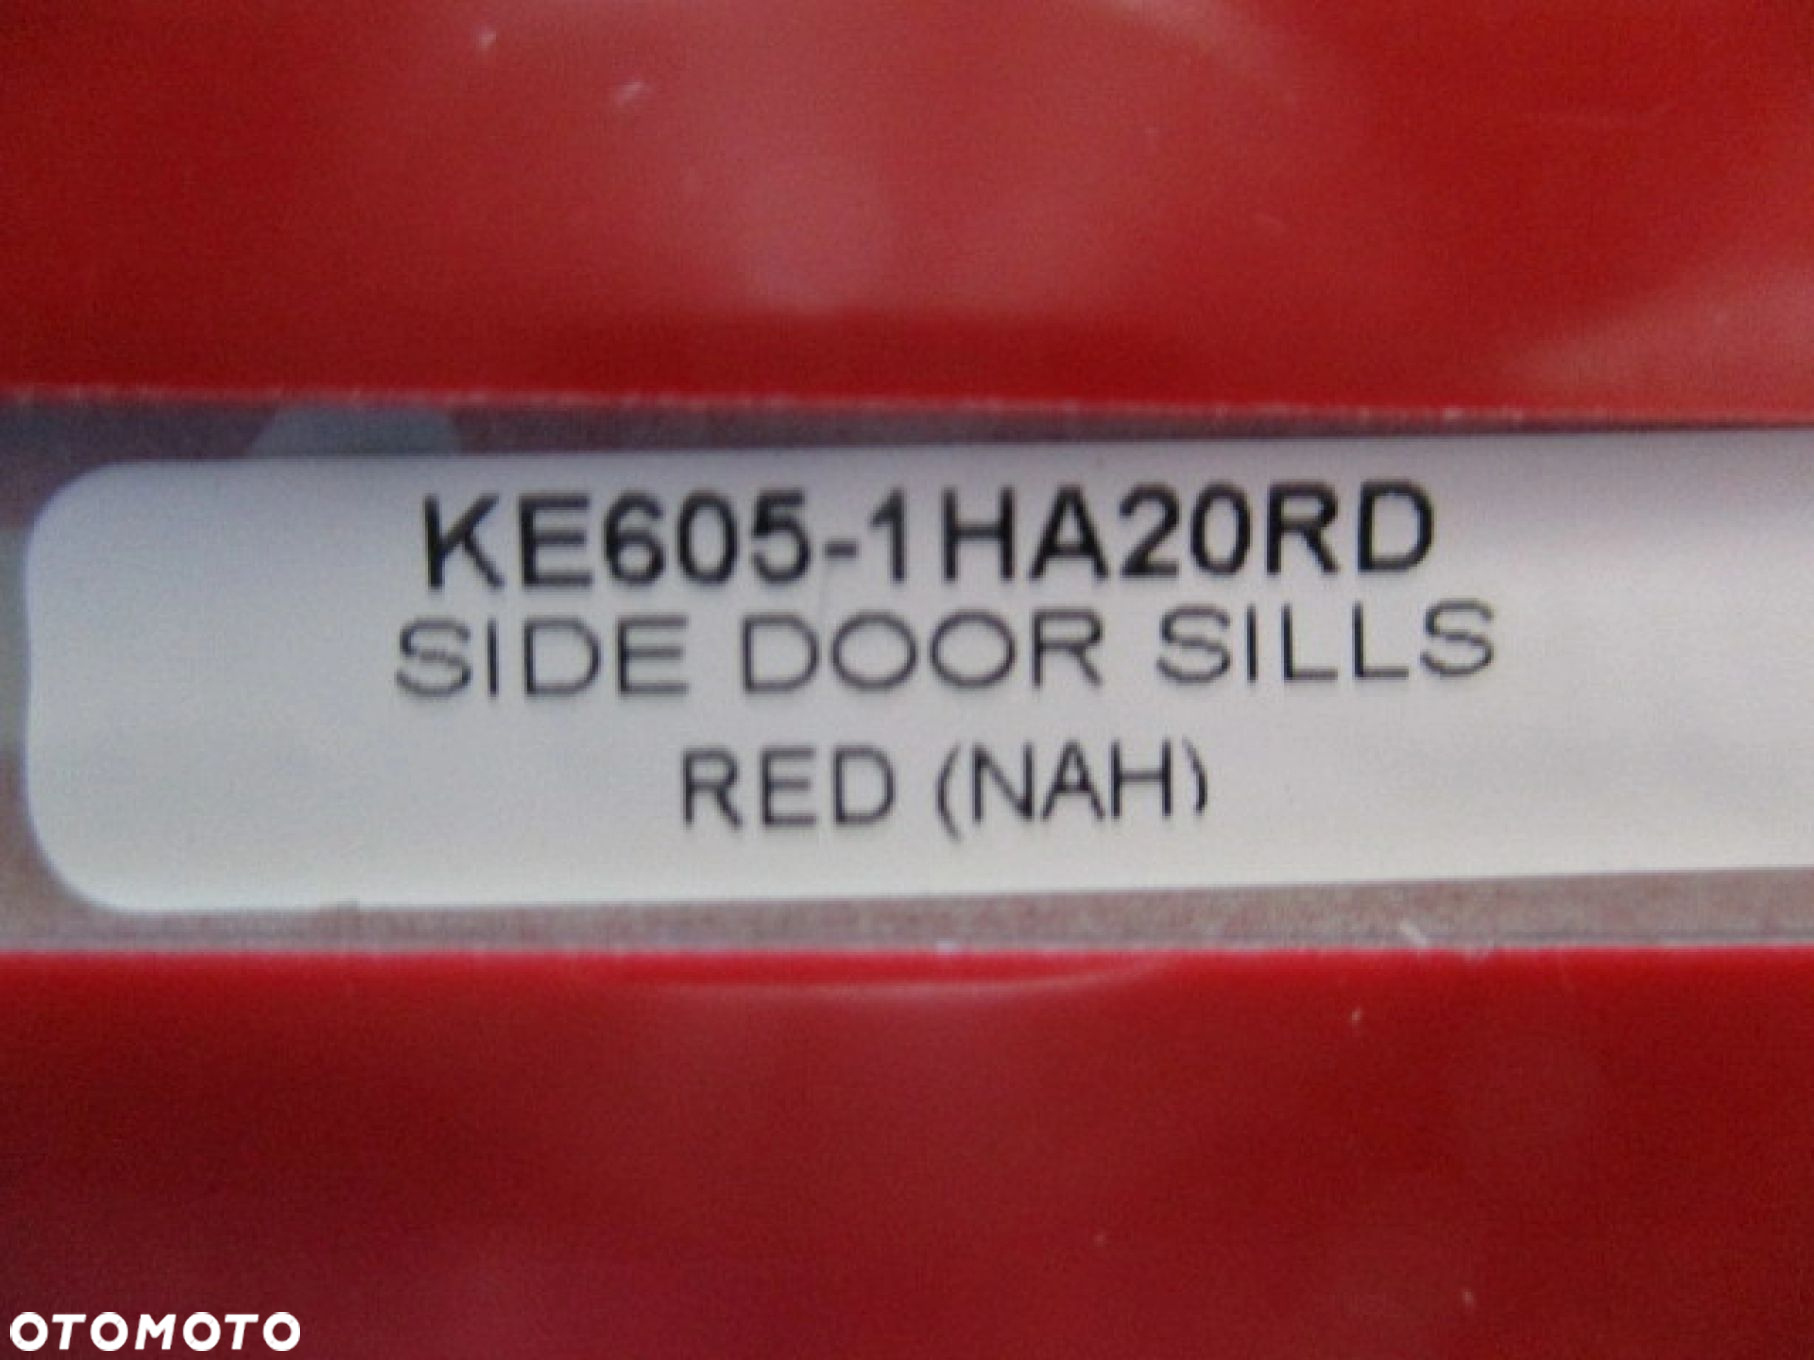 KE605-1HA20RD
SIDE DOOR SILLS
RED (NAH)
OTOMOTO